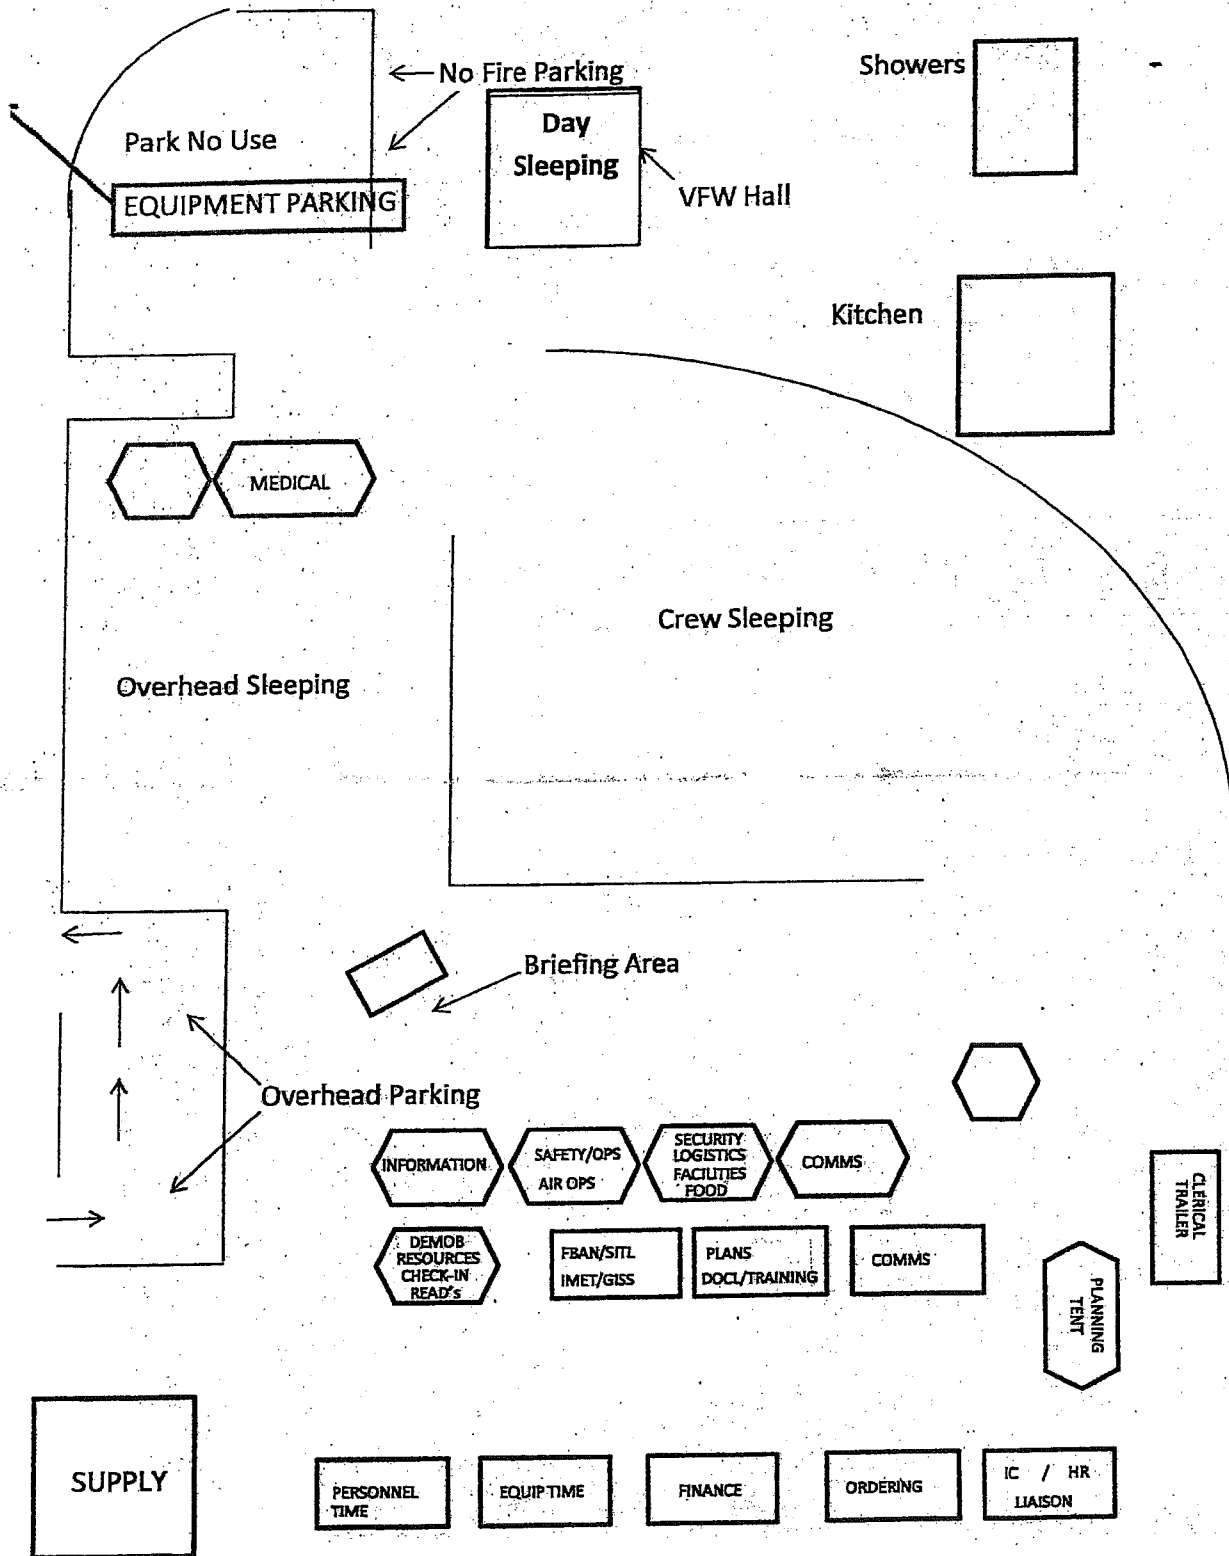 Showers
No Fire Parking
Day
Sleeping
Park No Use
VFW Hall
EQUIPMENT PARKING
Kitchen
MEDICAL
Crew Sleeping
Overhead Sleeping
Briefing Area
Overhead Parking
INFORMATION
SAFETY/OPS
AIR OPS
SECURITY
LOGISTICS
FACILITIES
FOOD
COMMS
CLERICAL
TRAILER
DEMOB
RESOURCES
CHECK-IN
READ's
FBAN/SITL
IMET/GISS
PLANS
DOCL/TRAINING
COMMS
PLANNING
TENT
SUPPLY
PERSONNEL
TIME
EQUIP TIME
FINANCE
ORDERING
IC / HR
LIAISON